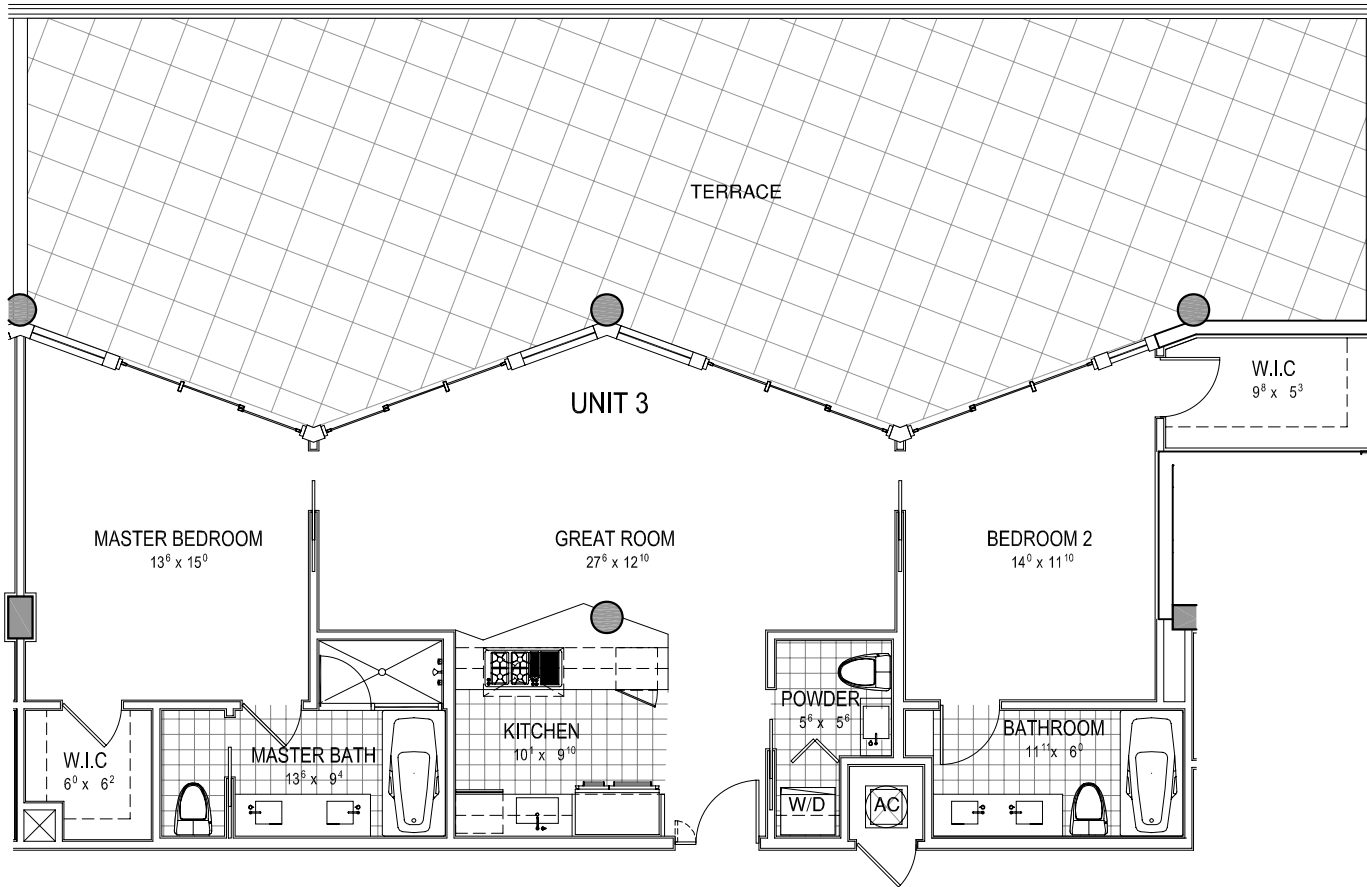 TERRACE
UNIT 3
W.I.C
9⁸ x 5³
MASTER BEDROOM
13⁶ x 15⁰
GREAT ROOM
27⁶ x 12¹⁰
BEDROOM 2
14⁰ x 11¹⁰
W.I.C
6⁰ x 6²
MASTER BATH
13⁶ x 9⁴
KITCHEN
10¹ x 9¹⁰
POWDER
5⁶ x 5⁶
BATHROOM
11¹¹ x 6⁰
W/D
AC